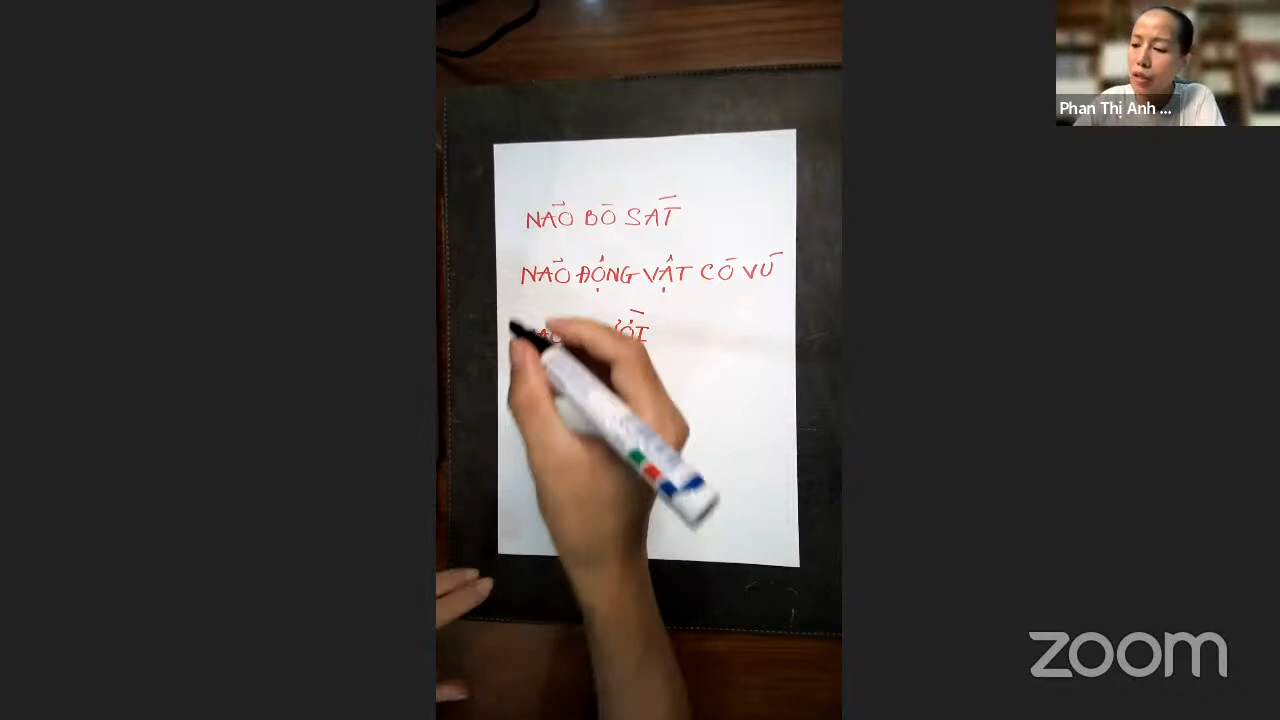 Phan Thị Anh ...
NÃO BÒ SÁT
NÃO ĐỘNG VẬT CÓ VÚ
zoom